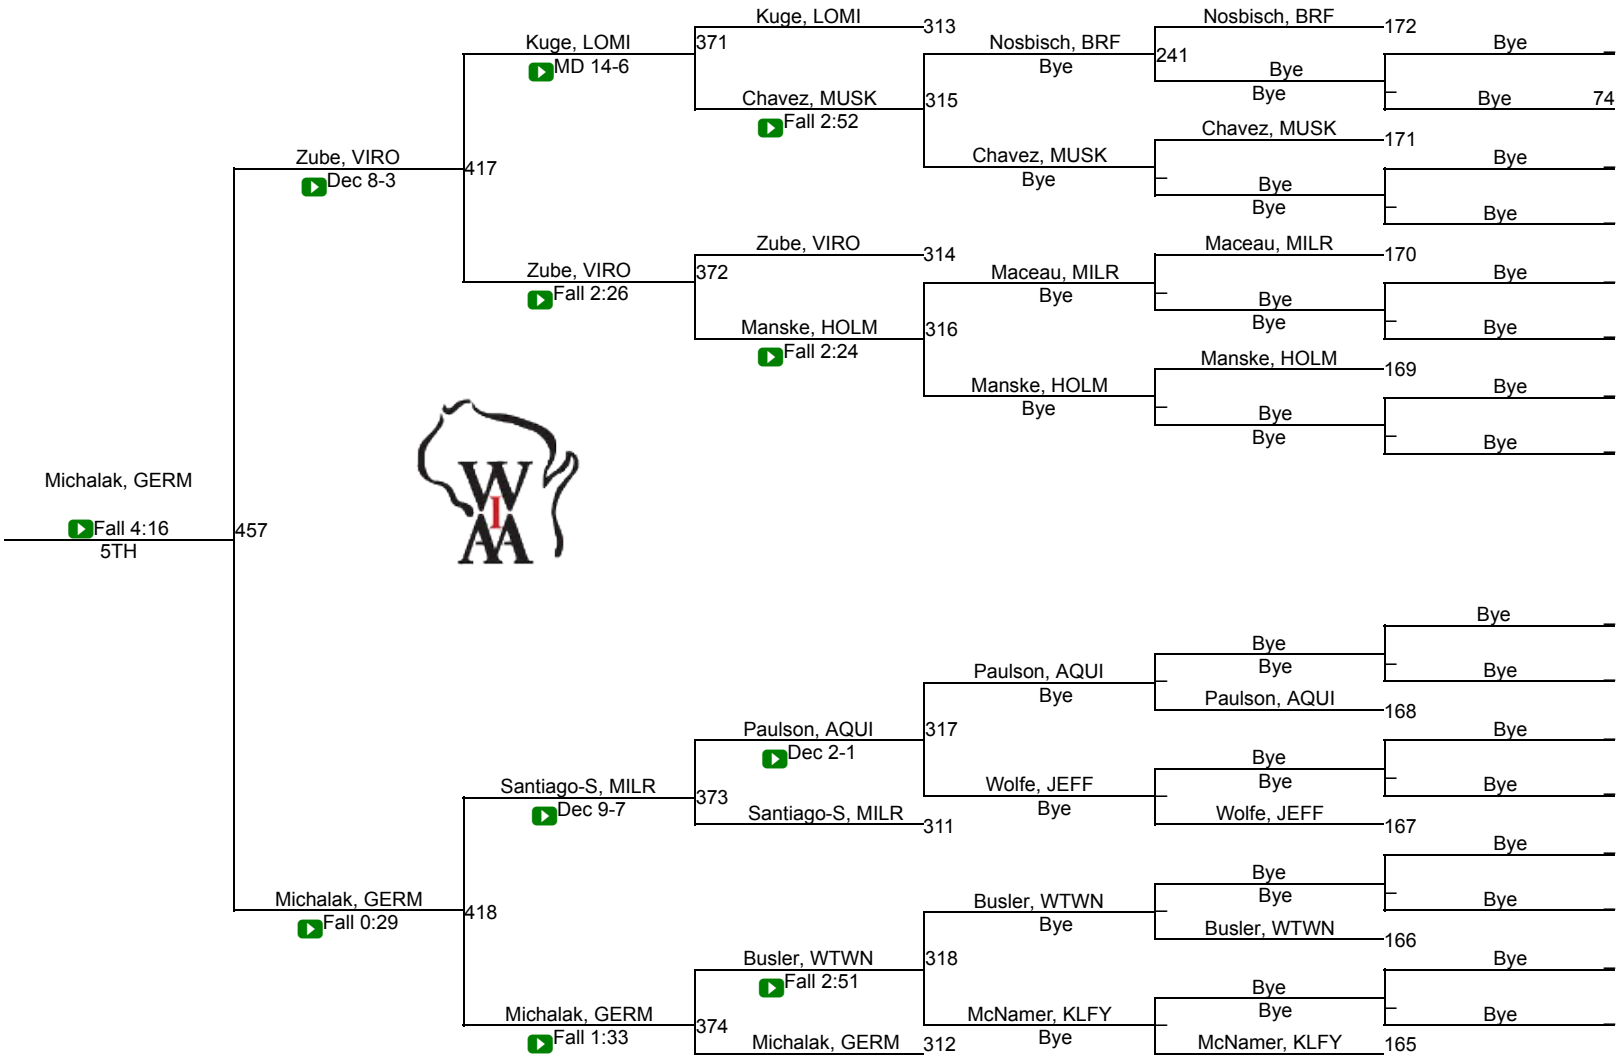 Kuge, LOMI
313
Nosbisch, BRF
172
Kuge, LOMI
371
Nosbisch, BRF
241
Bye
MD 14-6
Bye
Bye
Chavez, MUSK
315
Bye
Bye
74
Fall 2:52
Chavez, MUSK
171
Zube, VIRO
417
Chavez, MUSK
Bye
Dec 8-3
Bye
Bye
Bye
Bye
Zube, VIRO
314
Maceau, MILR
170
Zube, VIRO
372
Maceau, MILR
Bye
Fall 2:26
Bye
Bye
Bye
Manske, HOLM
316
Bye
Fall 2:24
Manske, HOLM
169
Manske, HOLM
Bye
Bye
Bye
Bye
Bye
W
I
AA
Michalak, GERM
Fall 4:16
457
5TH
Bye
Bye
Paulson, AQUI
Bye
Bye
Bye
Paulson, AQUI
168
Paulson, AQUI
317
Bye
Dec 2-1
Bye
Santiago-S, MILR
373
Wolfe, JEFF
Bye
Bye
Dec 9-7
Bye
Santiago-S, MILR
311
Wolfe, JEFF
167
Bye
Bye
Michalak, GERM
418
Busler, WTWN
Bye
Bye
Fall 0:29
Bye
Busler, WTWN
166
Busler, WTWN
318
Bye
Fall 2:51
Bye
Michalak, GERM
374
McNamer, KLFY
Bye
Bye
Fall 1:33
Bye
Michalak, GERM
312
McNamer, KLFY
165